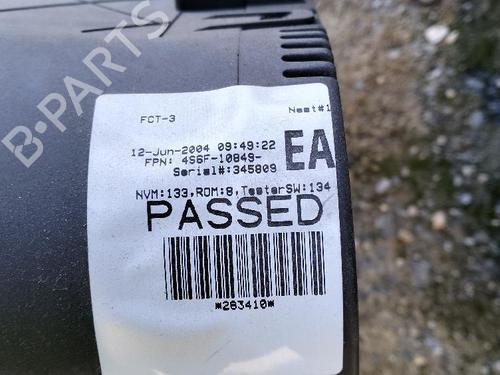 B-PARTS
FCT-3 Nest#1
12-Jun-2004 09:49:22
FPN: 4S6F-10849-
EA
Serial#:345809
NVM:133,ROM:8,TesterSW:134
PASSED
*283410*